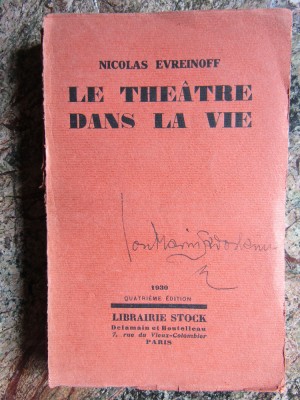 NICOLAS EVREINOFF
LE THEÂTRE
DANS LA VIE
1930
QUATRIÈME ÉDITION
LIBRAIRIE STOCK
Delamain et Boutelleau
7, rue du Vieux-Colombier
PARIS